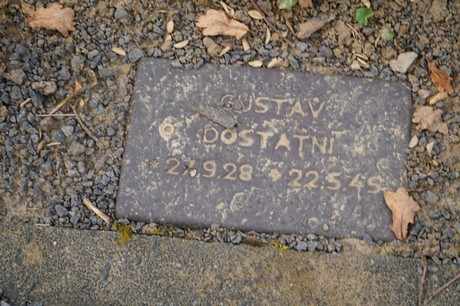 GUSTAV
DOSTATNÍ
* 27.9.28 * 22.5.45